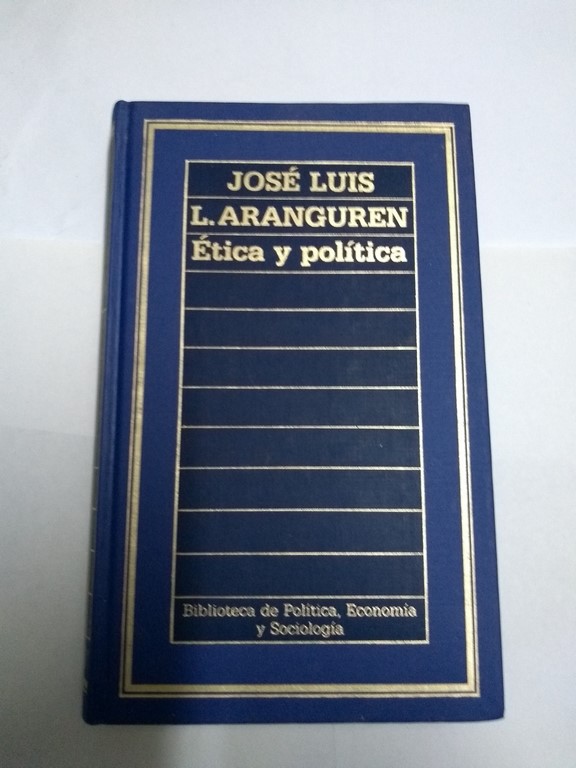 JOSÉ LUIS
L. ARANGUREN
Ética y política
Biblioteca de Política, Economía
y Sociología